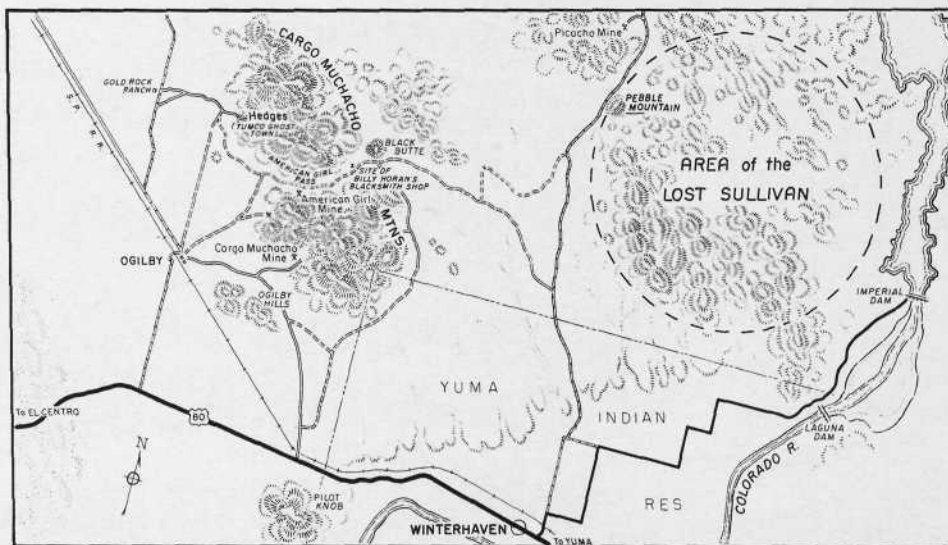 CARGO MUCHACHO
MTNS.
Picacho Mine
GOLD ROCK
RANCH
S.P. R.R.
Hedges
(TUMCO GHOST
TOWN)
PEBBLE
MOUNTAIN
BLACK
BUTTE
AMERICAN GIRL
PASS
SITE OF
BILLY HORAN'S
BLACKSMITH SHOP
AREA of the
LOST SULLIVAN
American Girl
Mine
Cargo Muchacho
Mine
OGILBY
OGILBY
HILLS
IMPERIAL
DAM
YUMA
INDIAN
RES
To EL CENTRO
80
LAGUNA
DAM
COLORADO R.
N
PILOT
KNOB
WINTERHAVEN
To YUMA